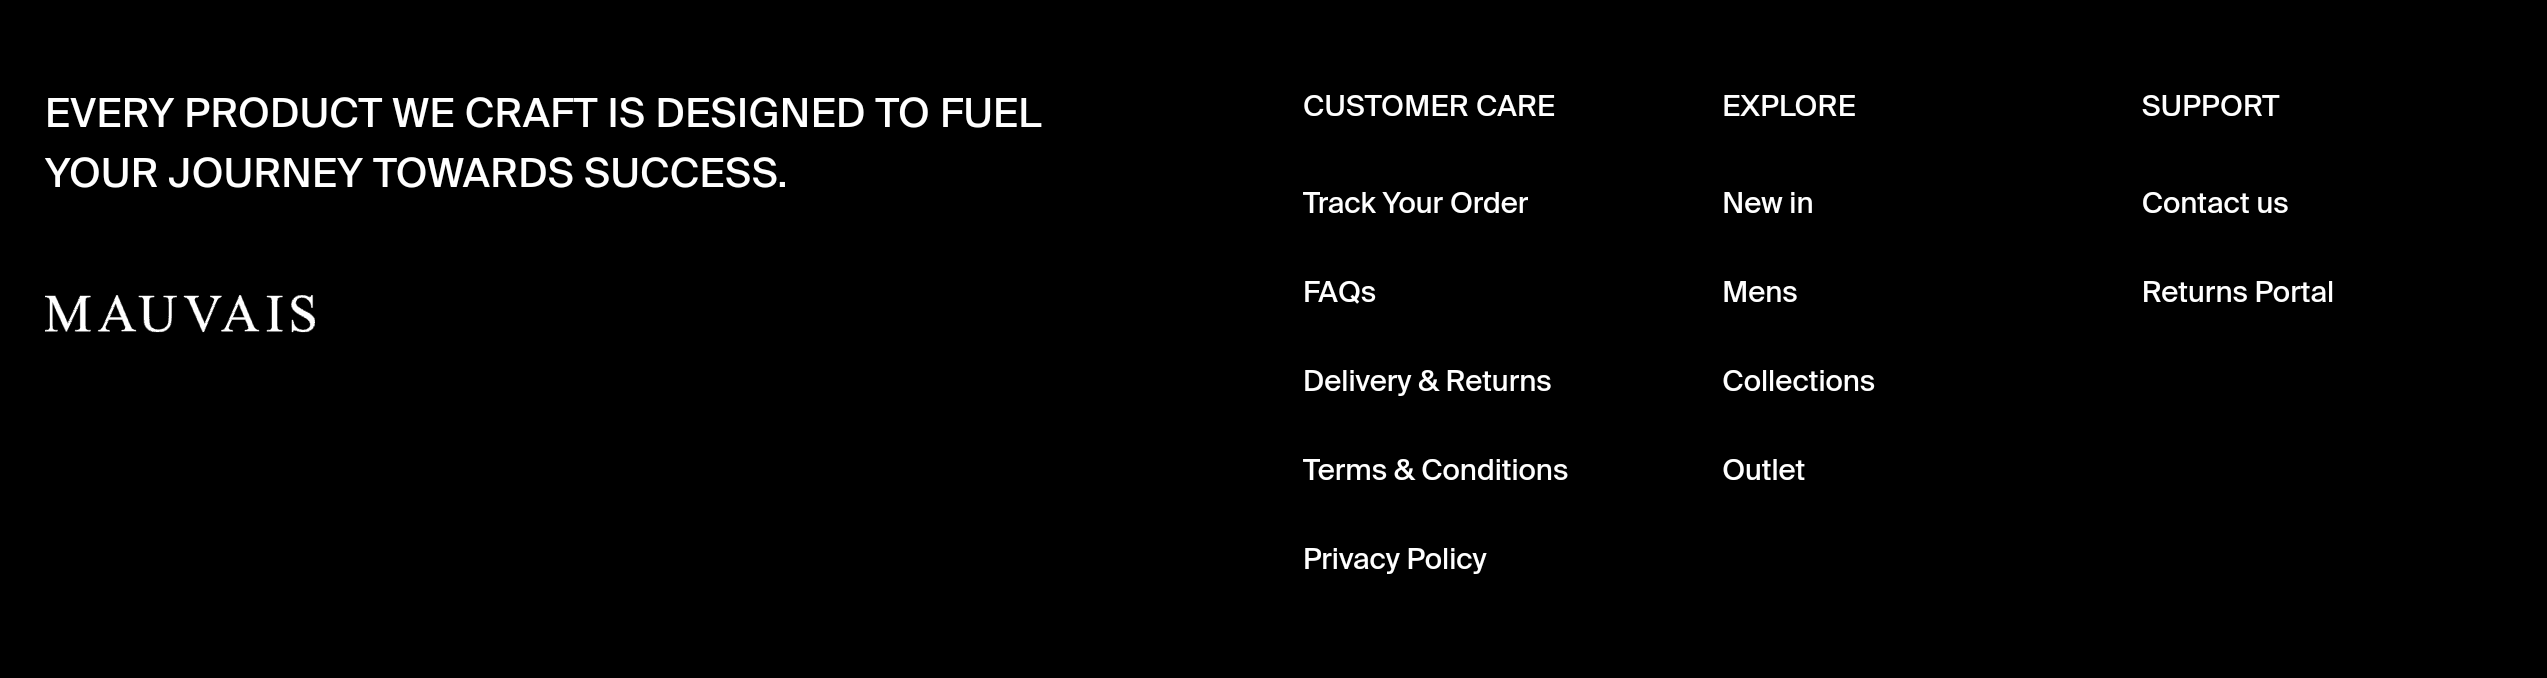 EVERY PRODUCT WE CRAFT IS DESIGNED TO FUEL
YOUR JOURNEY TOWARDS SUCCESS.
MAUVAIS
CUSTOMER CARE
Track Your Order
FAQs
Delivery & Returns
Terms & Conditions
Privacy Policy
EXPLORE
New in
Mens
Collections
Outlet
SUPPORT
Contact us
Returns Portal